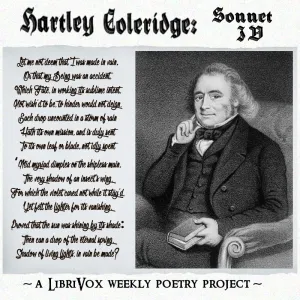 Hartley Coleridge: Sonnet
IV
Let me not deem that I was made in vain,
Or that my Being was an accident,
Which Fate, in working its sublime intent,
Not wish'd to be, to hinder would not deign.
Each drop uncounted in a storm of rain
Hath its own mission, and is duly sent
To its own leaf or blade, not idly spent
'Mid myriad dimples on the shipless main.
The very shadow of an insect's wing,
For which the violet cared not while it stay'd,
Yet felt the lighter for its vanishing,
Proved that the sun was shining by its shade:
Then can a drop of the eternal spring,
Shadow of living lights, in vain be made?
~ A LIBRIVOX WEEKLY POETRY PROJECT ~